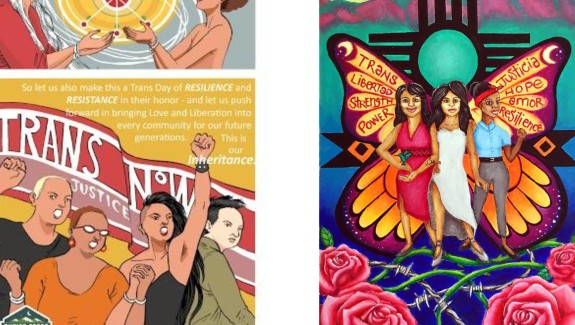 So let us also make this a Trans Day of RESILIENCE and
RESISTANCE in their honor - and let us push
forward in bringing Love and Liberation into
every community for our future
generations. This is
our
Inheritance.
TRANS NOW
JUSTICE
TRANS
LIBERTAD
STRENGTH
POWER
JUSTICIA
HOPE
amor
Resilience